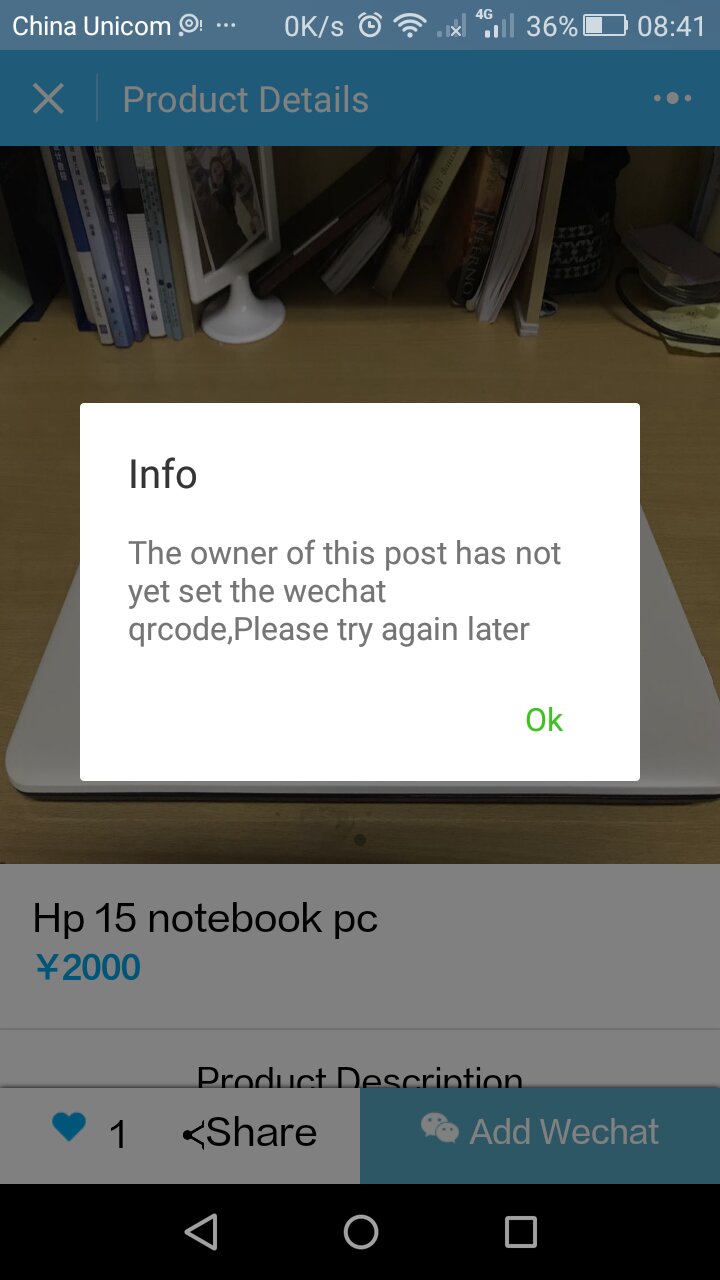 China Unicom ... 0K/s 4G 36% 08:41
Product Details
INFERNO
Info
The owner of this post has not
yet set the wechat
qrcode,Please try again later
Ok
Hp 15 notebook pc
¥2000
Product Description
1 Share Add Wechat